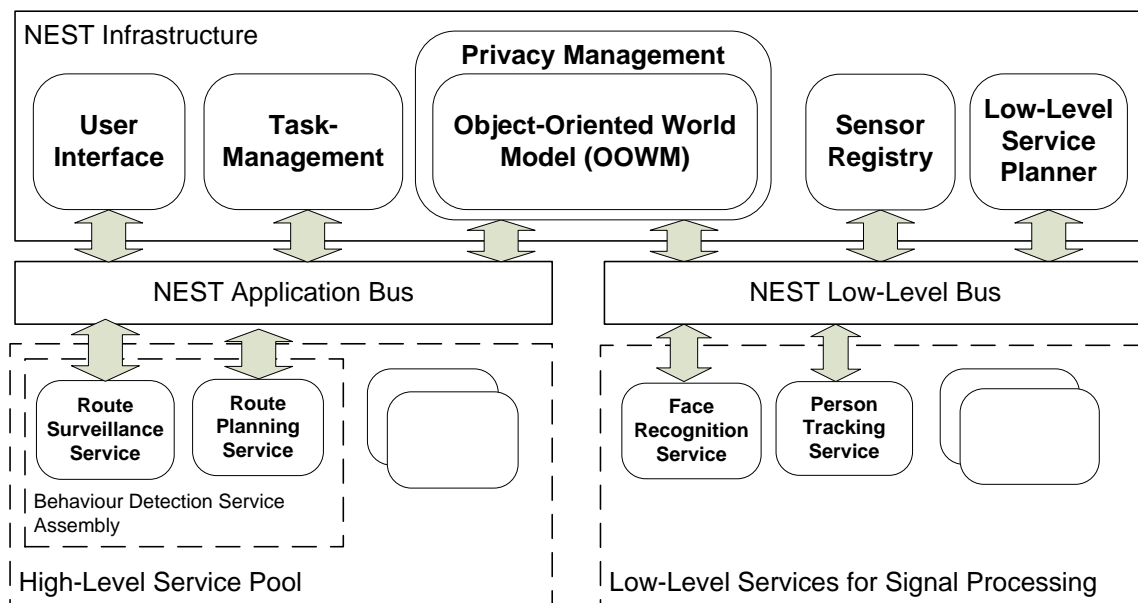 NEST Infrastructure
Privacy Management
User
Interface
Task-
Management
Object-Oriented World
Model (OOWM)
Sensor
Registry
Low-Level
Service
Planner
NEST Application Bus
NEST Low-Level Bus
Route
Surveillance
Service
Route
Planning
Service
Behaviour Detection Service
Assembly
High-Level Service Pool
Face
Recognition
Service
Person
Tracking
Service
Low-Level Services for Signal Processing